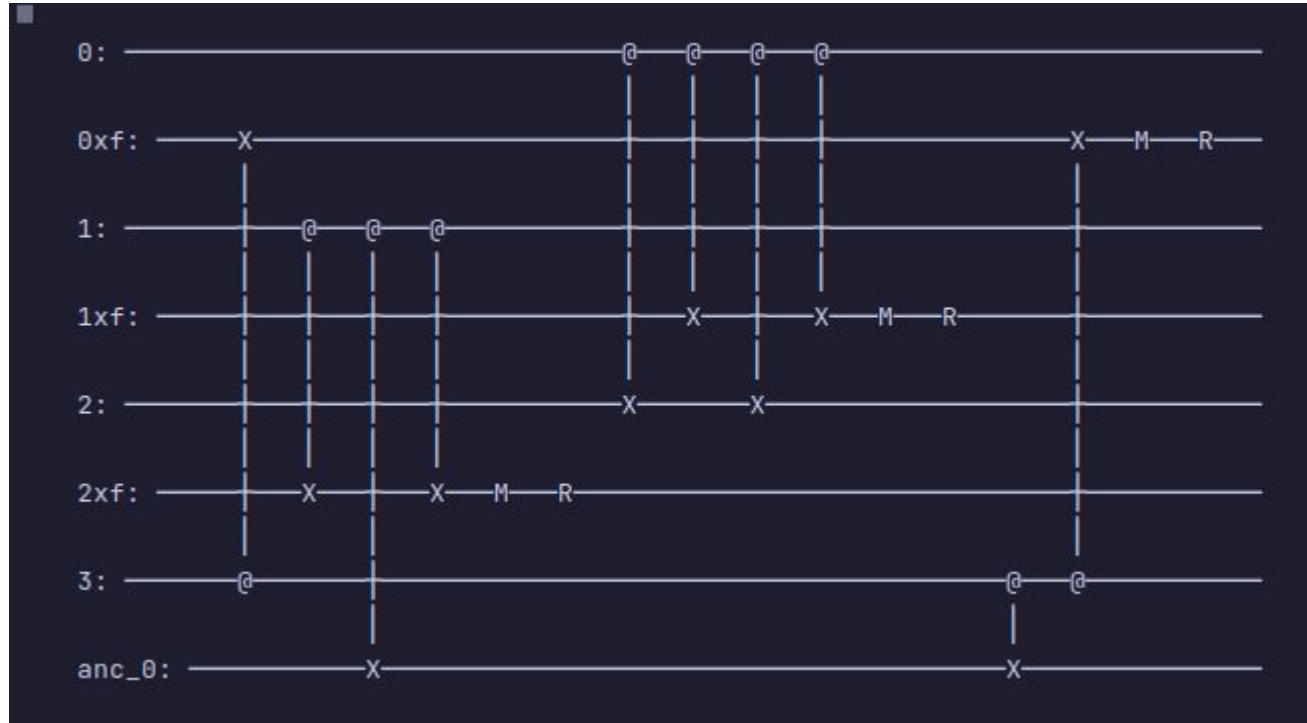 0: @ @ @ @
0xf: X X M R
1: @ @ @
1xf: X X M R
2: X X
2xf: X X M R
3: @ @ @
anc_0: X X